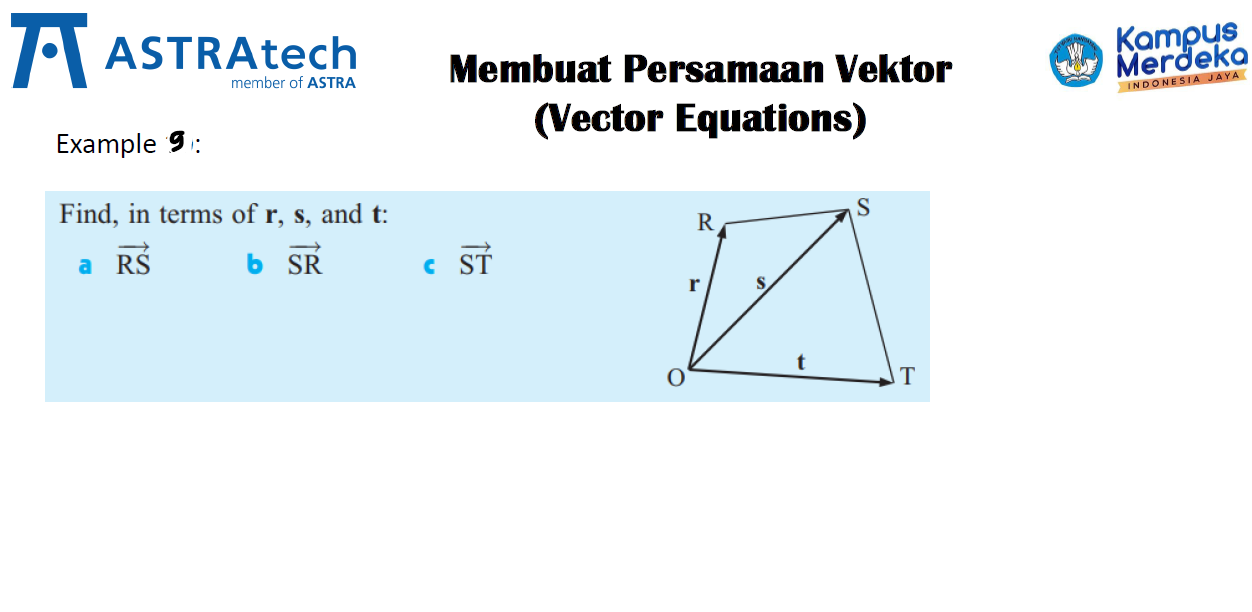 ASTRAtech
member of ASTRA
Membuat Persamaan Vektor
(Vector Equations)
Kampus
Merdeka
INDONESIA JAYA
Example 9 :
Find, in terms of r, s, and t:
a RS b SR c ST
R
S
r
s
t
O
T